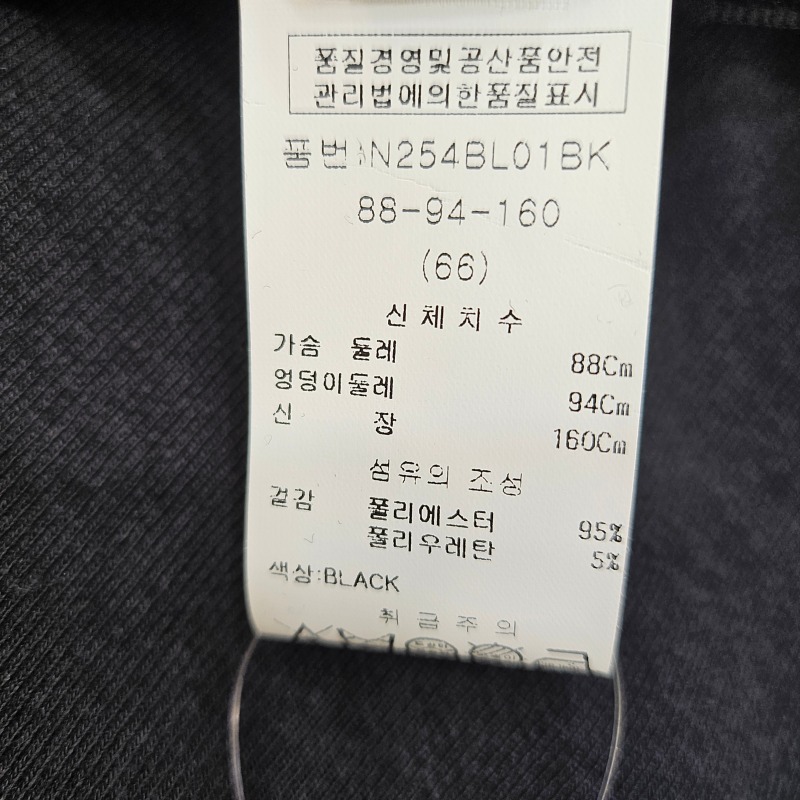 품질경영및공산품안전
관리법에의한품질표시
품번:N254BL01BK
88-94-160
(66)
신체치수
가슴 둘레 88Cm
엉덩이둘레 94Cm
신 장 160Cm
섬유의 조성
겉감 폴리에스터 95%
폴리우레탄 5%
색상:BLACK
취급주의